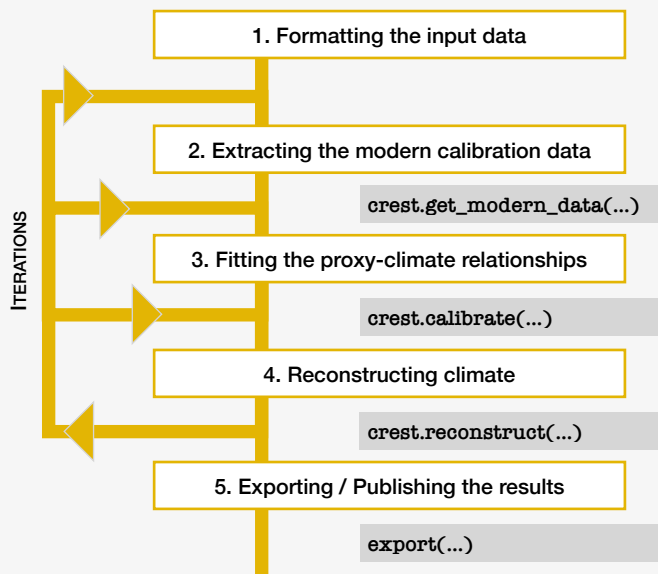 1. Formatting the input data
2. Extracting the modern calibration data
crest.get_modern_data(...)
ITERATIONS
3. Fitting the proxy-climate relationships
crest.calibrate(...)
4. Reconstructing climate
crest.reconstruct(...)
5. Exporting / Publishing the results
export(...)